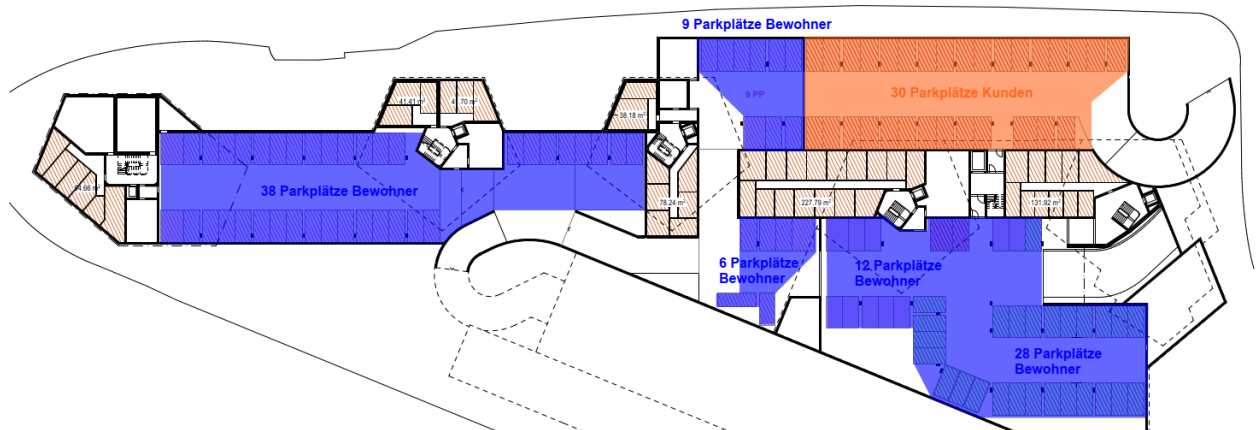 9 Parkplätze Bewohner
41.41 m²
41.70 m²
38.18 m²
9 PP
30 Parkplätze Kunden
38 Parkplätze Bewohner
78.24 m²
227.79 m²
131.92 m²
6 Parkplätze
Bewohner
12 Parkplätze
Bewohner
28 Parkplätze
Bewohner